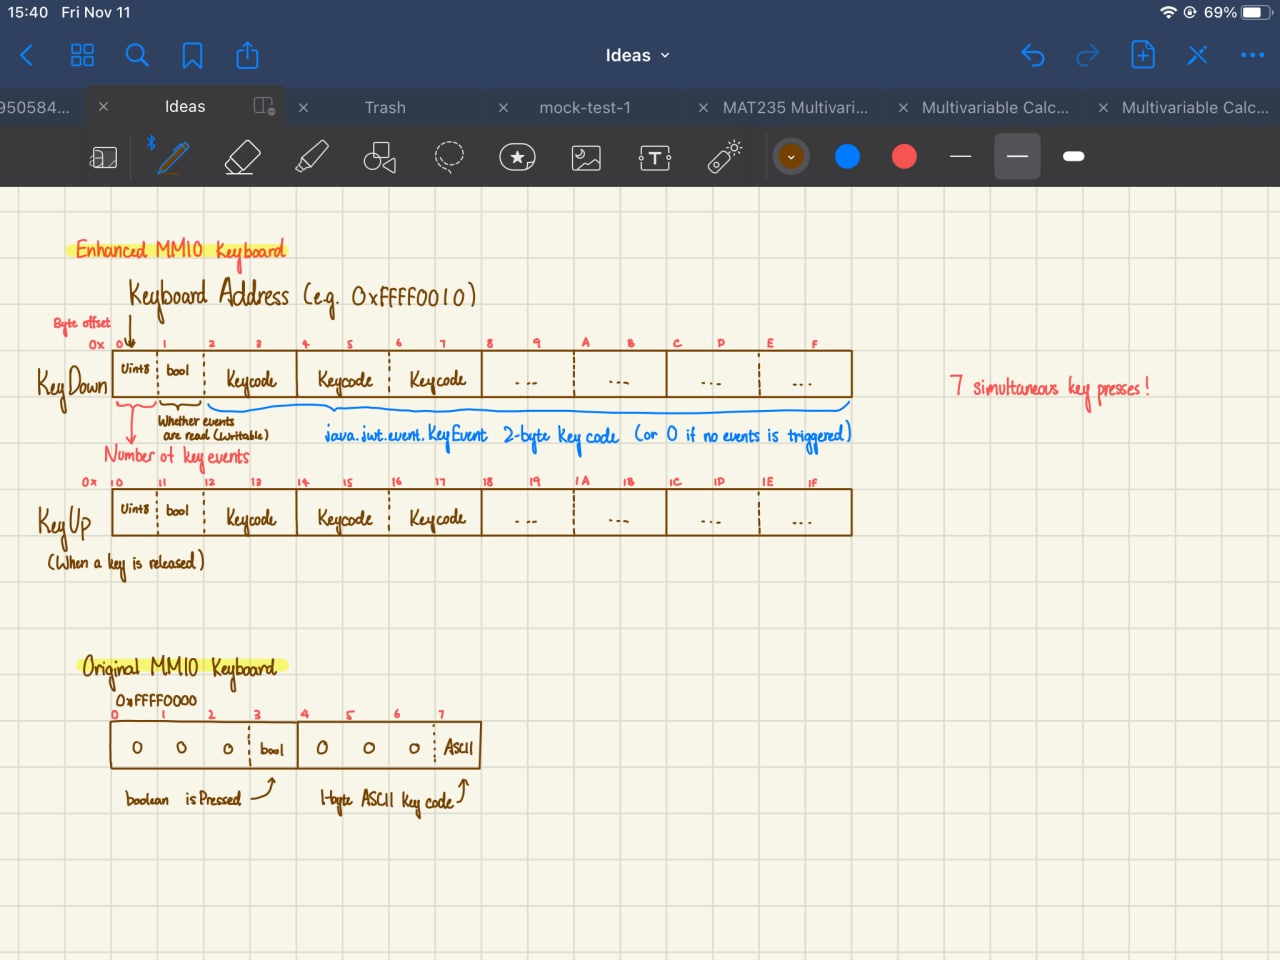 15:40 Fri Nov 11 69%
Ideas
950584... Ideas Trash mock-test-1 MAT235 Multivari... Multivariable Calc... Multivariable Calc...
Enhanced MMIO Keyboard
Keyboard Address (e.g. 0xFFFF0010)
Byte offset
0x 0 1 2 3 4 5 6 7 8 9 A B C D E F
KeyDown Uint8 bool Keycode Keycode Keycode ... ... ... ...
7 simultaneous key presses!
Whether events
are read (Writable)
java.jwt.event.KeyEvent 2-byte Key code (or 0 if no events is triggered)
Number of key events
0x 10 11 12 13 14 15 16 17 18 19 1A 1B 1C 1D 1E 1F
KeyUp Uint8 bool Keycode Keycode Keycode ... ... ... ...
(When a key is released)
Original MMIO Keyboard
0xFFFF0000
0 1 2 3 4 5 6 7
0 0 0 bool 0 0 0 ASCII
boolean isPressed 1-byte ASCII Key code